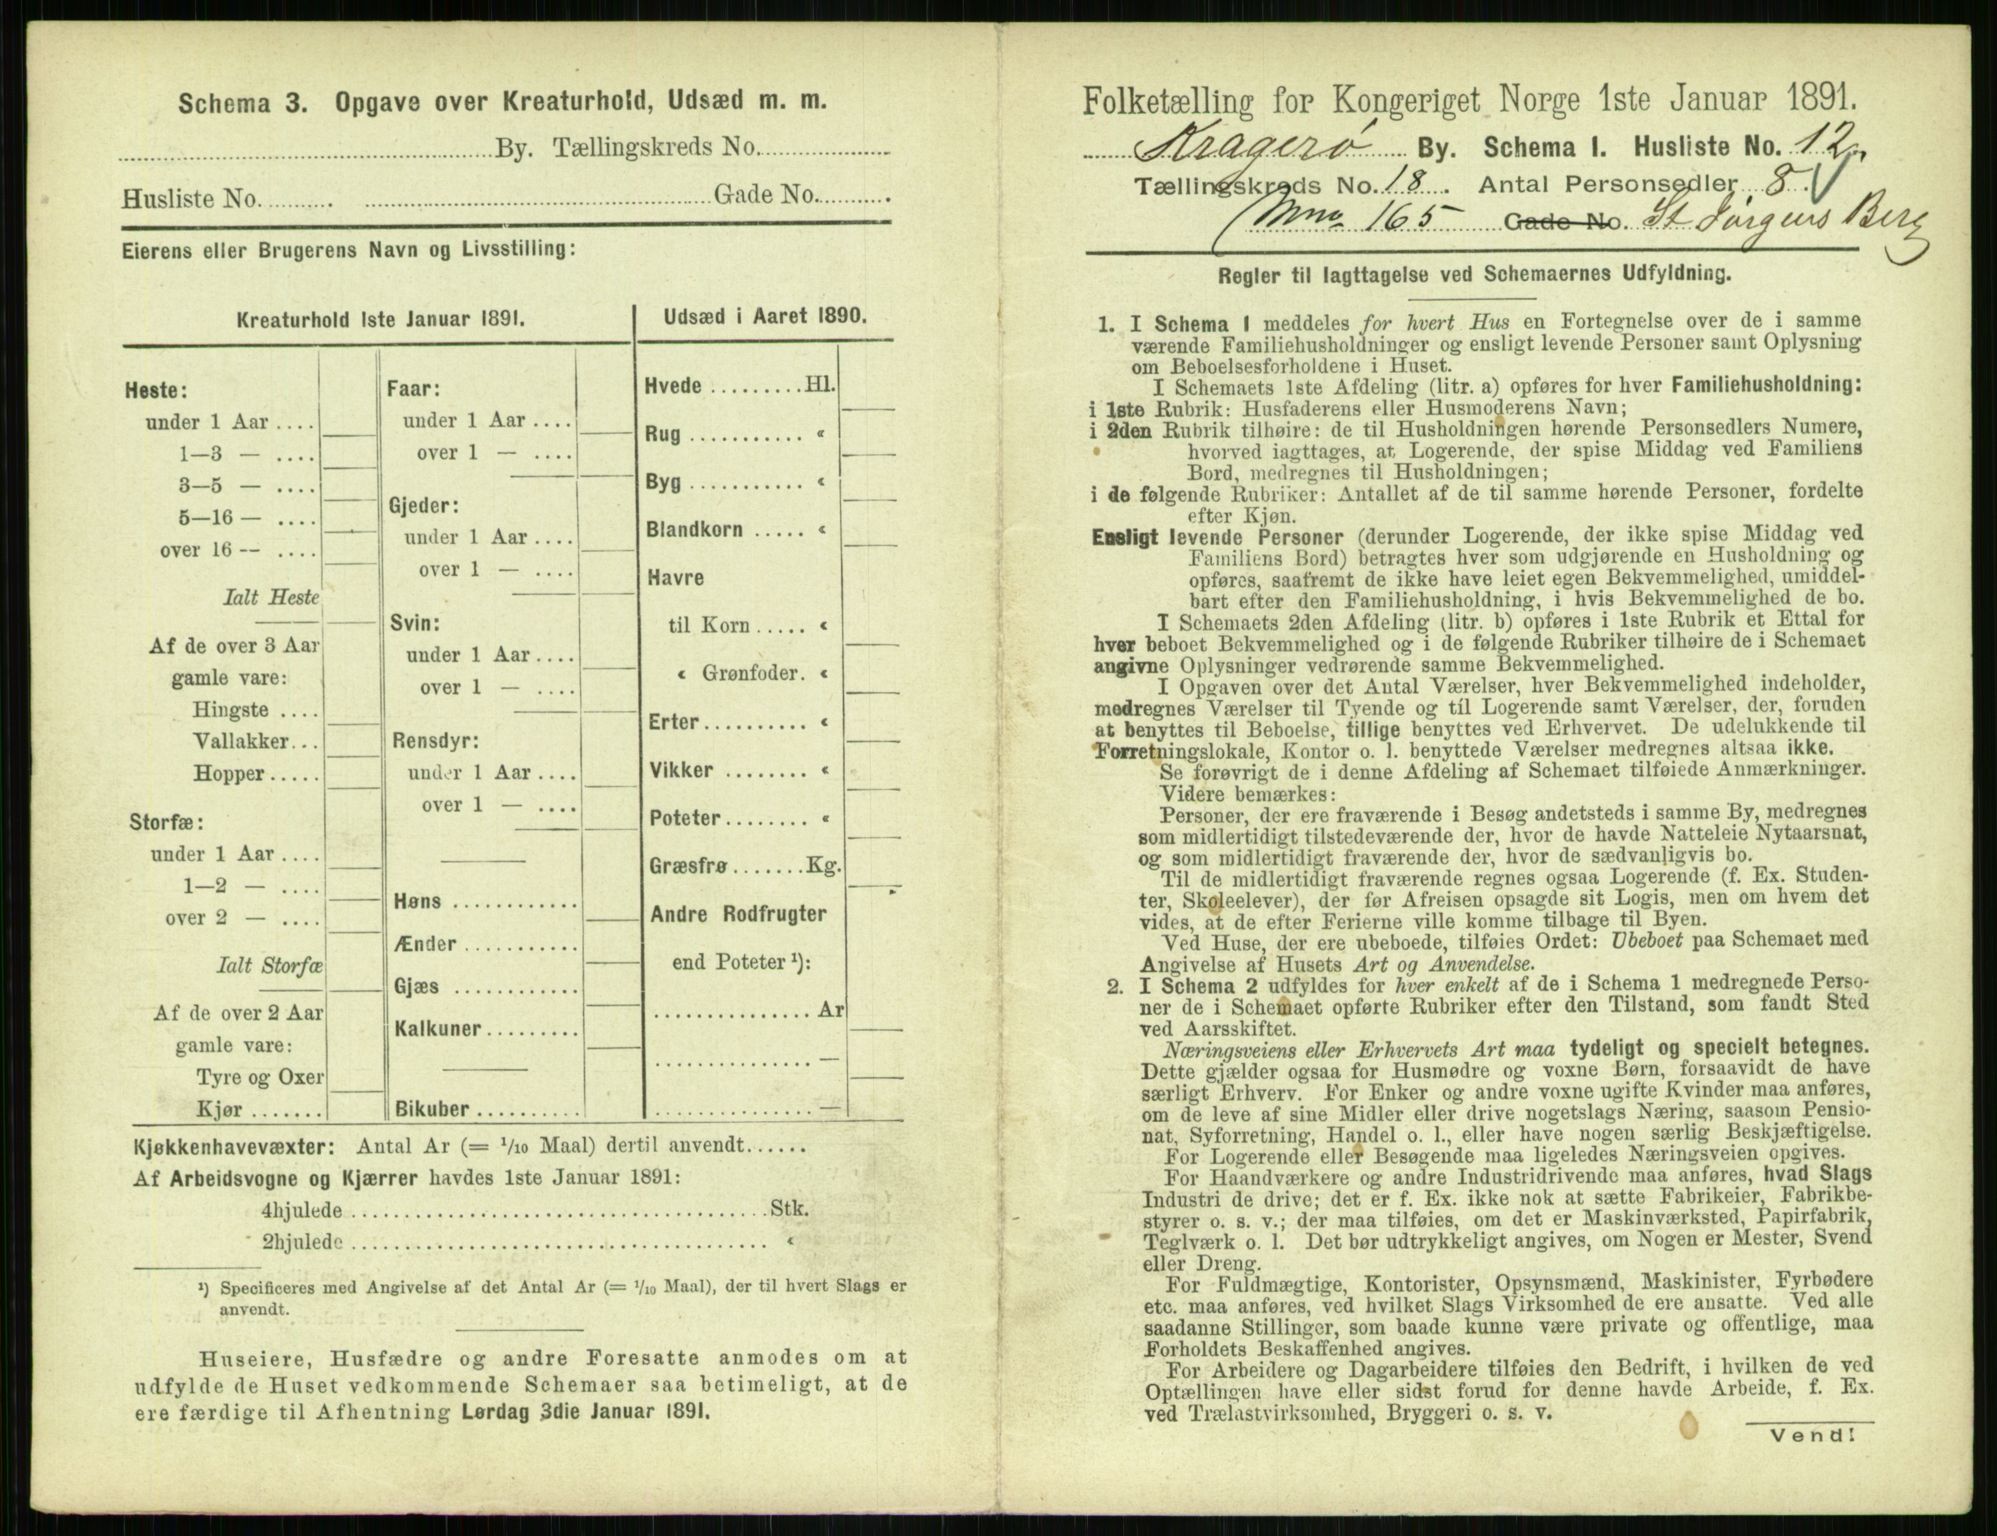 Schema 3. Opgave over Kreaturhold, Udsæd m. m.
By. Tællingskreds No.
Husliste No. Gade No.
Eierens eller Brugerens Navn og Livsstilling:
Kreaturhold 1ste Januar 1891.
Heste:
under 1 Aar ....
1—3 — ....
3—5 — ....
5—16 — ....
over 16 — ....
Ialt Heste
Af de over 3 Aar
gamle vare:
Hingste ....
Vallakker...
Hopper.....
Storfæ:
under 1 Aar ....
1—2 — ....
over 2 — ....
Ialt Storfæ
Af de over 2 Aar
gamle vare:
Tyre og Oxer
Kjør .......
Faar:
under 1 Aar ....
over 1 — ....
Gjeder:
under 1 Aar ....
over 1 — ....
Svin:
under 1 Aar ....
over 1 — ....
Rensdyr:
under 1 Aar ....
over 1 — ....
Høns ............
Ænder ...........
Gjæs ............
Kalkuner.........
Bikuber ..........
Udsæd i Aaret 1890.
Hvede .........Hl.
Rug ........... «
Byg ........... «
Blandkorn ..... «
Havre
til Korn ..... «
« Grønfoder. «
Erter.......... «
Vikker ........ «
Poteter........ «
Græsfrø .......Kg.
Andre Rodfrugter
end Poteter ¹):
............... Ar
............... —
............... —
Kjøkkenhavevæxter: Antal Ar (= 1/10 Maal) dertil anvendt......
Af Arbeidsvogne og Kjærrer havdes 1ste Januar 1891:
4hjulede ....................................Stk.
2hjulede .................................... «
¹) Specificeres med Angivelse af det Antal Ar (= 1/10 Maal), der til hvert Slags er
anvendt.
Huseiere, Husfædre og andre Foresatte anmodes om at
udfylde de Huset vedkommende Schemaer saa betimeligt, at de
ere færdige til Afhentning Lørdag 3die Januar 1891.
Folketælling for Kongeriget Norge 1ste Januar 1891.
Kragerø By. Schema I. Husliste No. 12.
Tællingskreds No. 18. Antal Personsedler 8.
Mno 165 Gade No. St Jørgens Berg
Regler til Iagttagelse ved Schemaernes Udfyldning.
1. I Schema 1 meddeles for hvert Hus en Fortegnelse over de i samme
værende Familiehusholdninger og ensligt levende Personer samt Oplysning
om Beboelsesforholdene i Huset.
I Schemaets 1ste Afdeling (litr. a) opføres for hver Familiehusholdning:
i 1ste Rubrik: Husfaderens eller Husmoderens Navn;
i 2den Rubrik tilhøire: de til Husholdningen hørende Personsedlers Numere,
hvorved iagttages, at Logerende, der spise Middag ved Familiens
Bord, medregnes til Husholdningen;
i de følgende Rubriker: Antallet af de til samme hørende Personer, fordelte
efter Kjøn.
Ensligt levende Personer (derunder Logerende, der ikke spise Middag ved
Familiens Bord) betragtes hver som udgjørende en Husholdning og
opføres, saafremt de ikke have leiet egen Bekvemmelighed, umiddel-
bart efter den Familiehusholdning, i hvis Bekvemmelighed de bo.
I Schemaets 2den Afdeling (litr. b) opføres i 1ste Rubrik et Ettal for
hver beboet Bekvemmelighed og i de følgende Rubriker tilhøire de i Schemaet
angivne Oplysninger vedrørende samme Bekvemmelighed.
I Opgaven over det Antal Værelser, hver Bekvemmelighed indeholder,
medregnes Værelser til Tyende og til Logerende samt Værelser, der, foruden
at benyttes til Beboelse, tillige benyttes ved Erhvervet. De udelukkende til
Forretningslokale, Kontor o. l. benyttede Værelser medregnes altsaa ikke.
Se forøvrigt de i denne Afdeling af Schemaet tilføiede Anmærkninger.
Videre bemærkes:
Personer, der ere fraværende i Besøg andetsteds i samme By, medregnes
som midlertidigt tilstedeværende der, hvor de havde Natteleie Nytaarsnat,
og som midlertidigt fraværende der, hvor de sædvanligvis bo.
Til de midlertidigt fraværende regnes ogsaa Logerende (f. Ex. Studen-
ter, Skoleelever), der før Afreisen opsagde sit Logis, men om hvem det
vides, at de efter Ferierne ville komme tilbage til Byen.
Ved Huse, der ere ubeboede, tilføies Ordet: Ubeboet paa Schemaet med
Angivelse af Husets Art og Anvendelse.
2. I Schema 2 udfyldes for hver enkelt af de i Schema 1 medregnede Perso-
ner de i Schemaet opførte Rubriker efter den Tilstand, som fandt Sted
ved Aarsskiftet.
Næringsveiens eller Erhvervets Art maa tydeligt og specielt betegnes.
Dette gjælder ogsaa for Husmødre og voxne Børn, forsaavidt de have
særligt Erhverv. For Enker og andre voxne ugifte Kvinder maa anføres,
om de leve af sine Midler eller drive nogetslags Næring, saasom Pensio-
nat, Syforretning, Handel o. l., eller have nogen særlig Beskjæftigelse.
For Logerende eller Besøgende maa ligeledes Næringsveien opgives.
For Haandværkere og andre Industridrivende maa anføres, hvad Slags
Industri de drive; det er f. Ex. ikke nok at sætte Fabrikeier, Fabrikbe-
styrer o. s. v.; der maa tilføies, om det er Maskinværksted, Papirfabrik,
Teglværk o. l. Det bør udtrykkeligt angives, om Nogen er Mester, Svend
eller Dreng.
For Fuldmægtige, Kontorister, Opsynsmænd, Maskinister, Fyrbødere
etc. maa anføres, ved hvilket Slags Virksomhed de ere ansatte. Ved alle
saadanne Stillinger, som baade kunne være private og offentlige, maa
Forholdets Beskaffenhed angives.
For Arbeidere og Dagarbeidere tilføies den Bedrift, i hvilken de ved
Optællingen have eller sidst forud for denne havde Arbeide, f. Ex.
ved Trælastvirksomhed, Bryggeri o. s. v.
Vend!